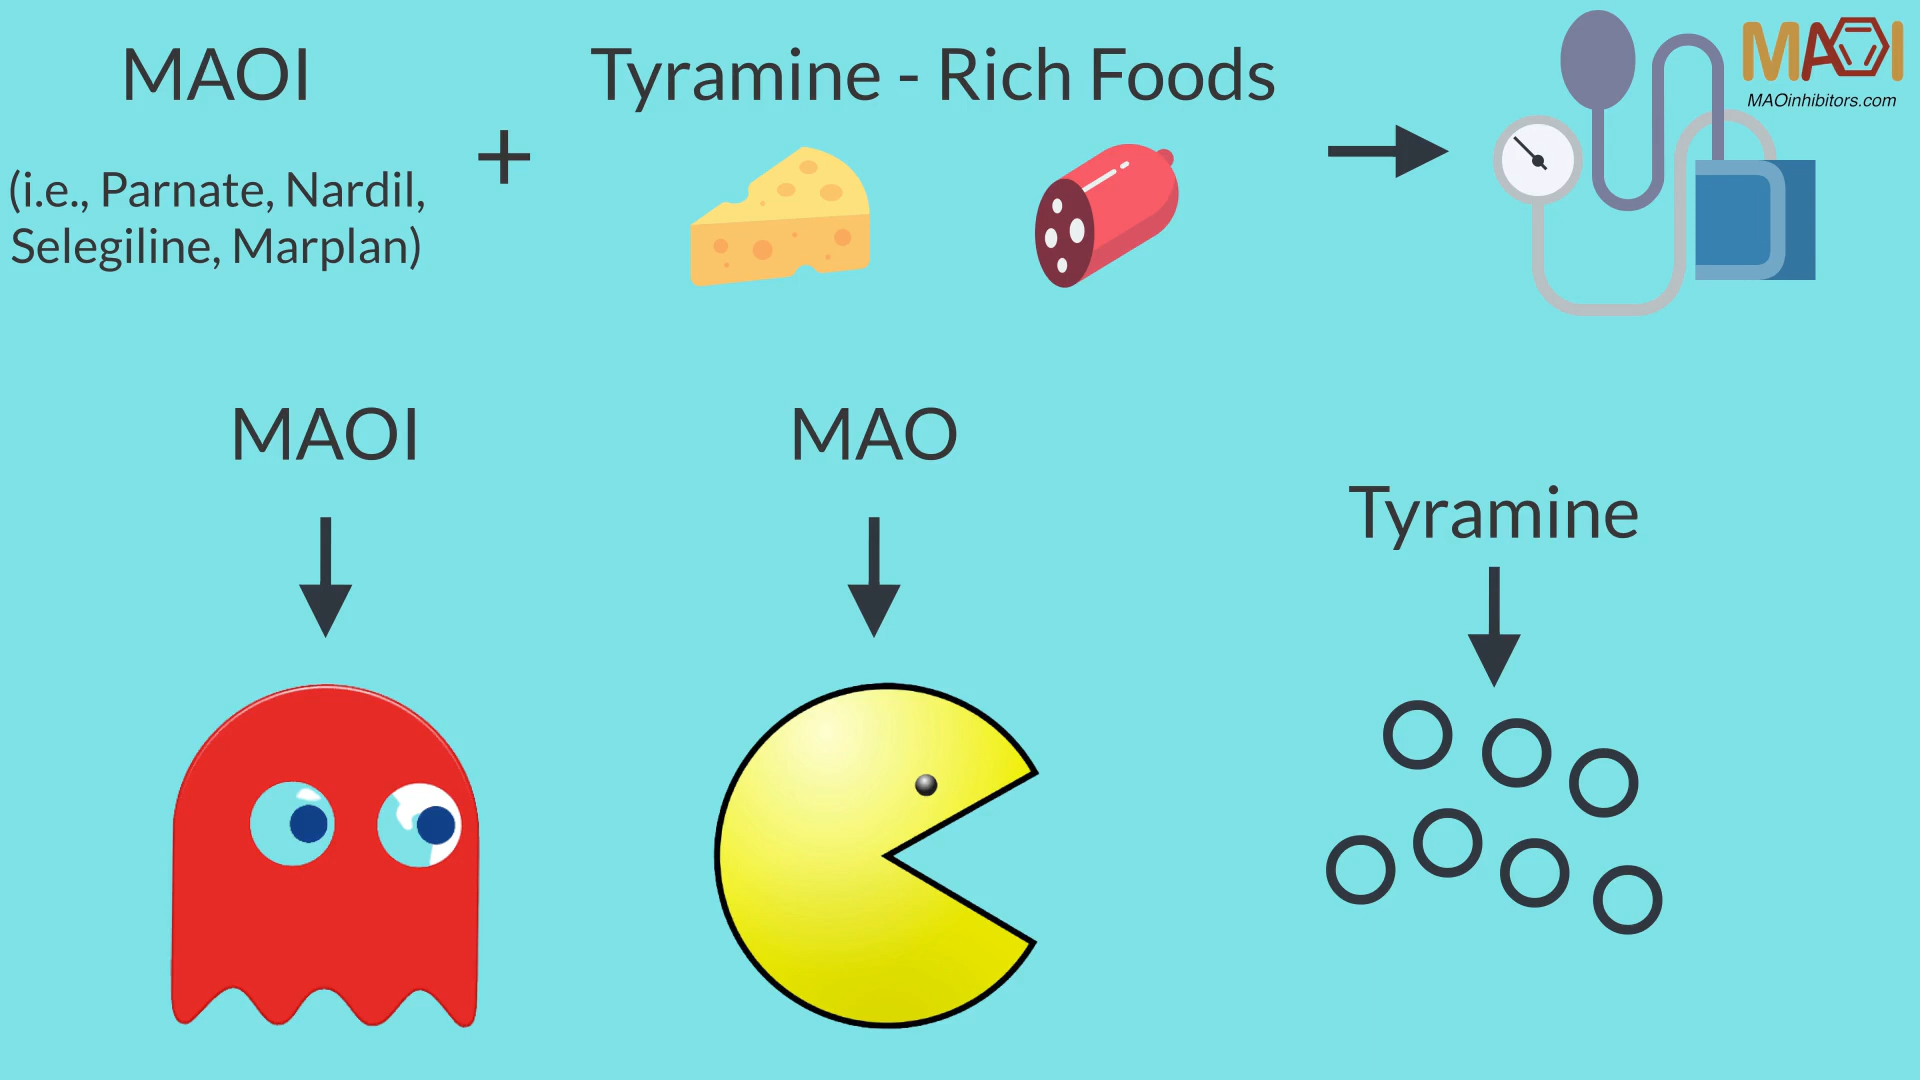 MAOI
Tyramine - Rich Foods
MAOI
MAOinhibitors.com
+
(i.e., Parnate, Nardil,
Selegiline, Marplan)
MAOI
MAO
Tyramine